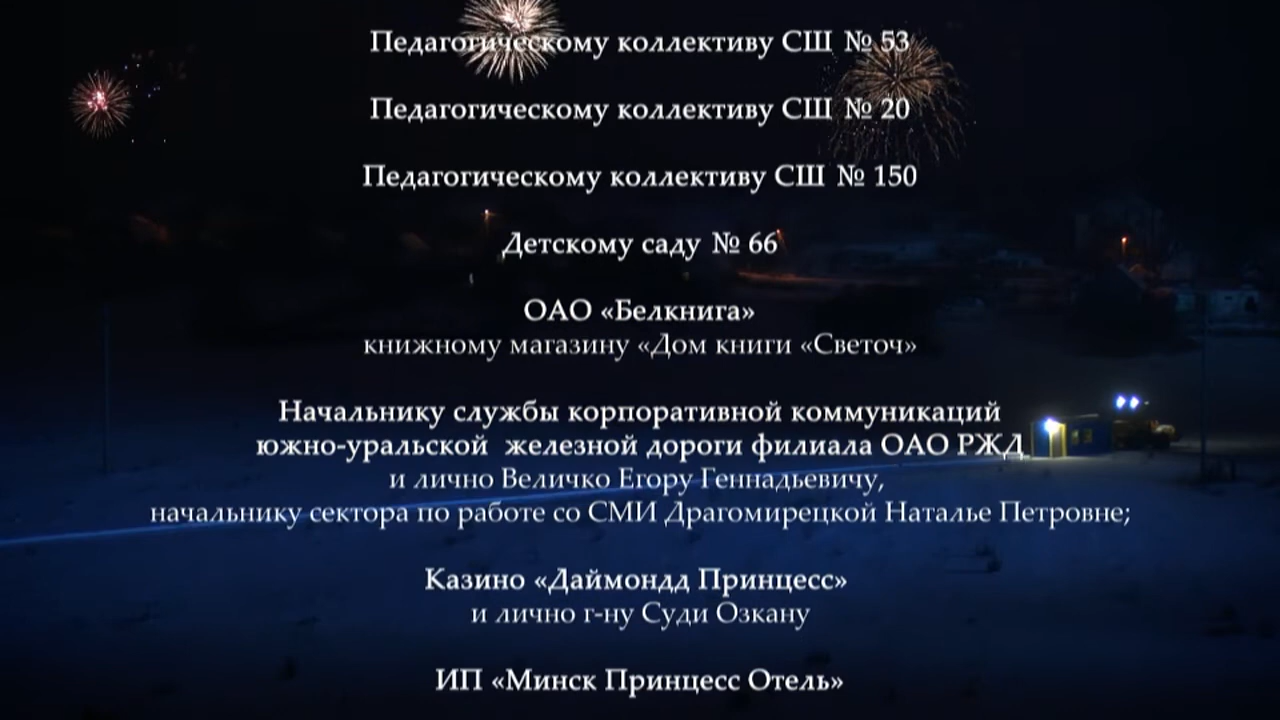 Педагогическому коллективу СШ № 53
Педагогическому коллективу СШ № 20
Педагогическому коллективу СШ № 150
Детскому саду № 66
ОАО «Белкнига»
книжному магазину «Дом книги «Светоч»
Начальнику службы корпоративной коммуникаций
южно-уральской железной дороги филиала ОАО РЖД
и лично Величко Егору Геннадьевичу,
начальнику сектора по работе со СМИ Драгомирецкой Наталье Петровне;
Казино «Даймондд Принцесс»
и лично г-ну Суди Озкану
ИП «Минск Принцесс Отель»